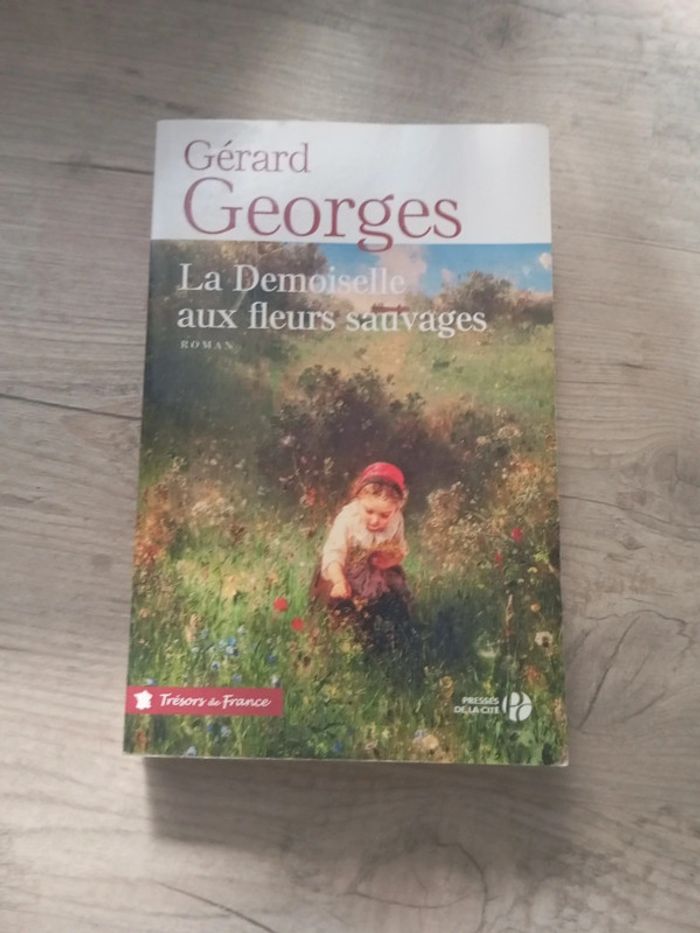 Gérard
Georges
La Demoiselle
aux fleurs sauvages
ROMAN
Trésors de France
PRESSES
DE LA CITÉ